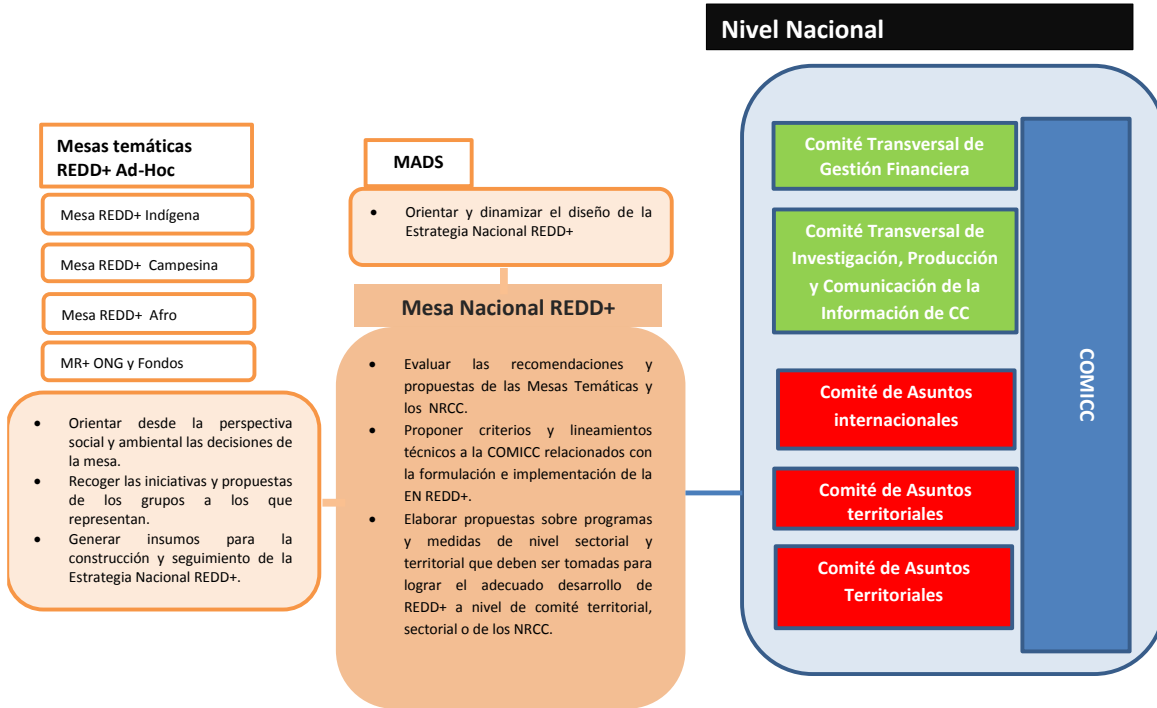 Nivel Nacional
Mesas temáticas
REDD+ Ad-Hoc
Mesa REDD+ Indígena
Mesa REDD+ Campesina
Mesa REDD+ Afro
MR+ ONG y Fondos
• Orientar desde la perspectiva
social y ambiental las decisiones de
la mesa.
• Recoger las iniciativas y propuestas
de los grupos a los que
representan.
• Generar insumos para la
construcción y seguimiento de la
Estrategia Nacional REDD+.
MADS
• Orientar y dinamizar el diseño de la
Estrategia Nacional REDD+
Mesa Nacional REDD+
• Evaluar las recomendaciones y
propuestas de las Mesas Temáticas y
los NRCC.
• Proponer criterios y lineamientos
técnicos a la COMICC relacionados con
la formulación e implementación de la
EN REDD+.
• Elaborar propuestas sobre programas
y medidas de nivel sectorial y
territorial que deben ser tomadas para
lograr el adecuado desarrollo de
REDD+ a nivel de comité territorial,
sectorial o de los NRCC.
Comité Transversal de
Gestión Financiera
Comité Transversal de
Investigación, Producción
y Comunicación de la
Información de CC
Comité de Asuntos
internacionales
Comité de Asuntos
territoriales
Comité de Asuntos
Territoriales
COMICC